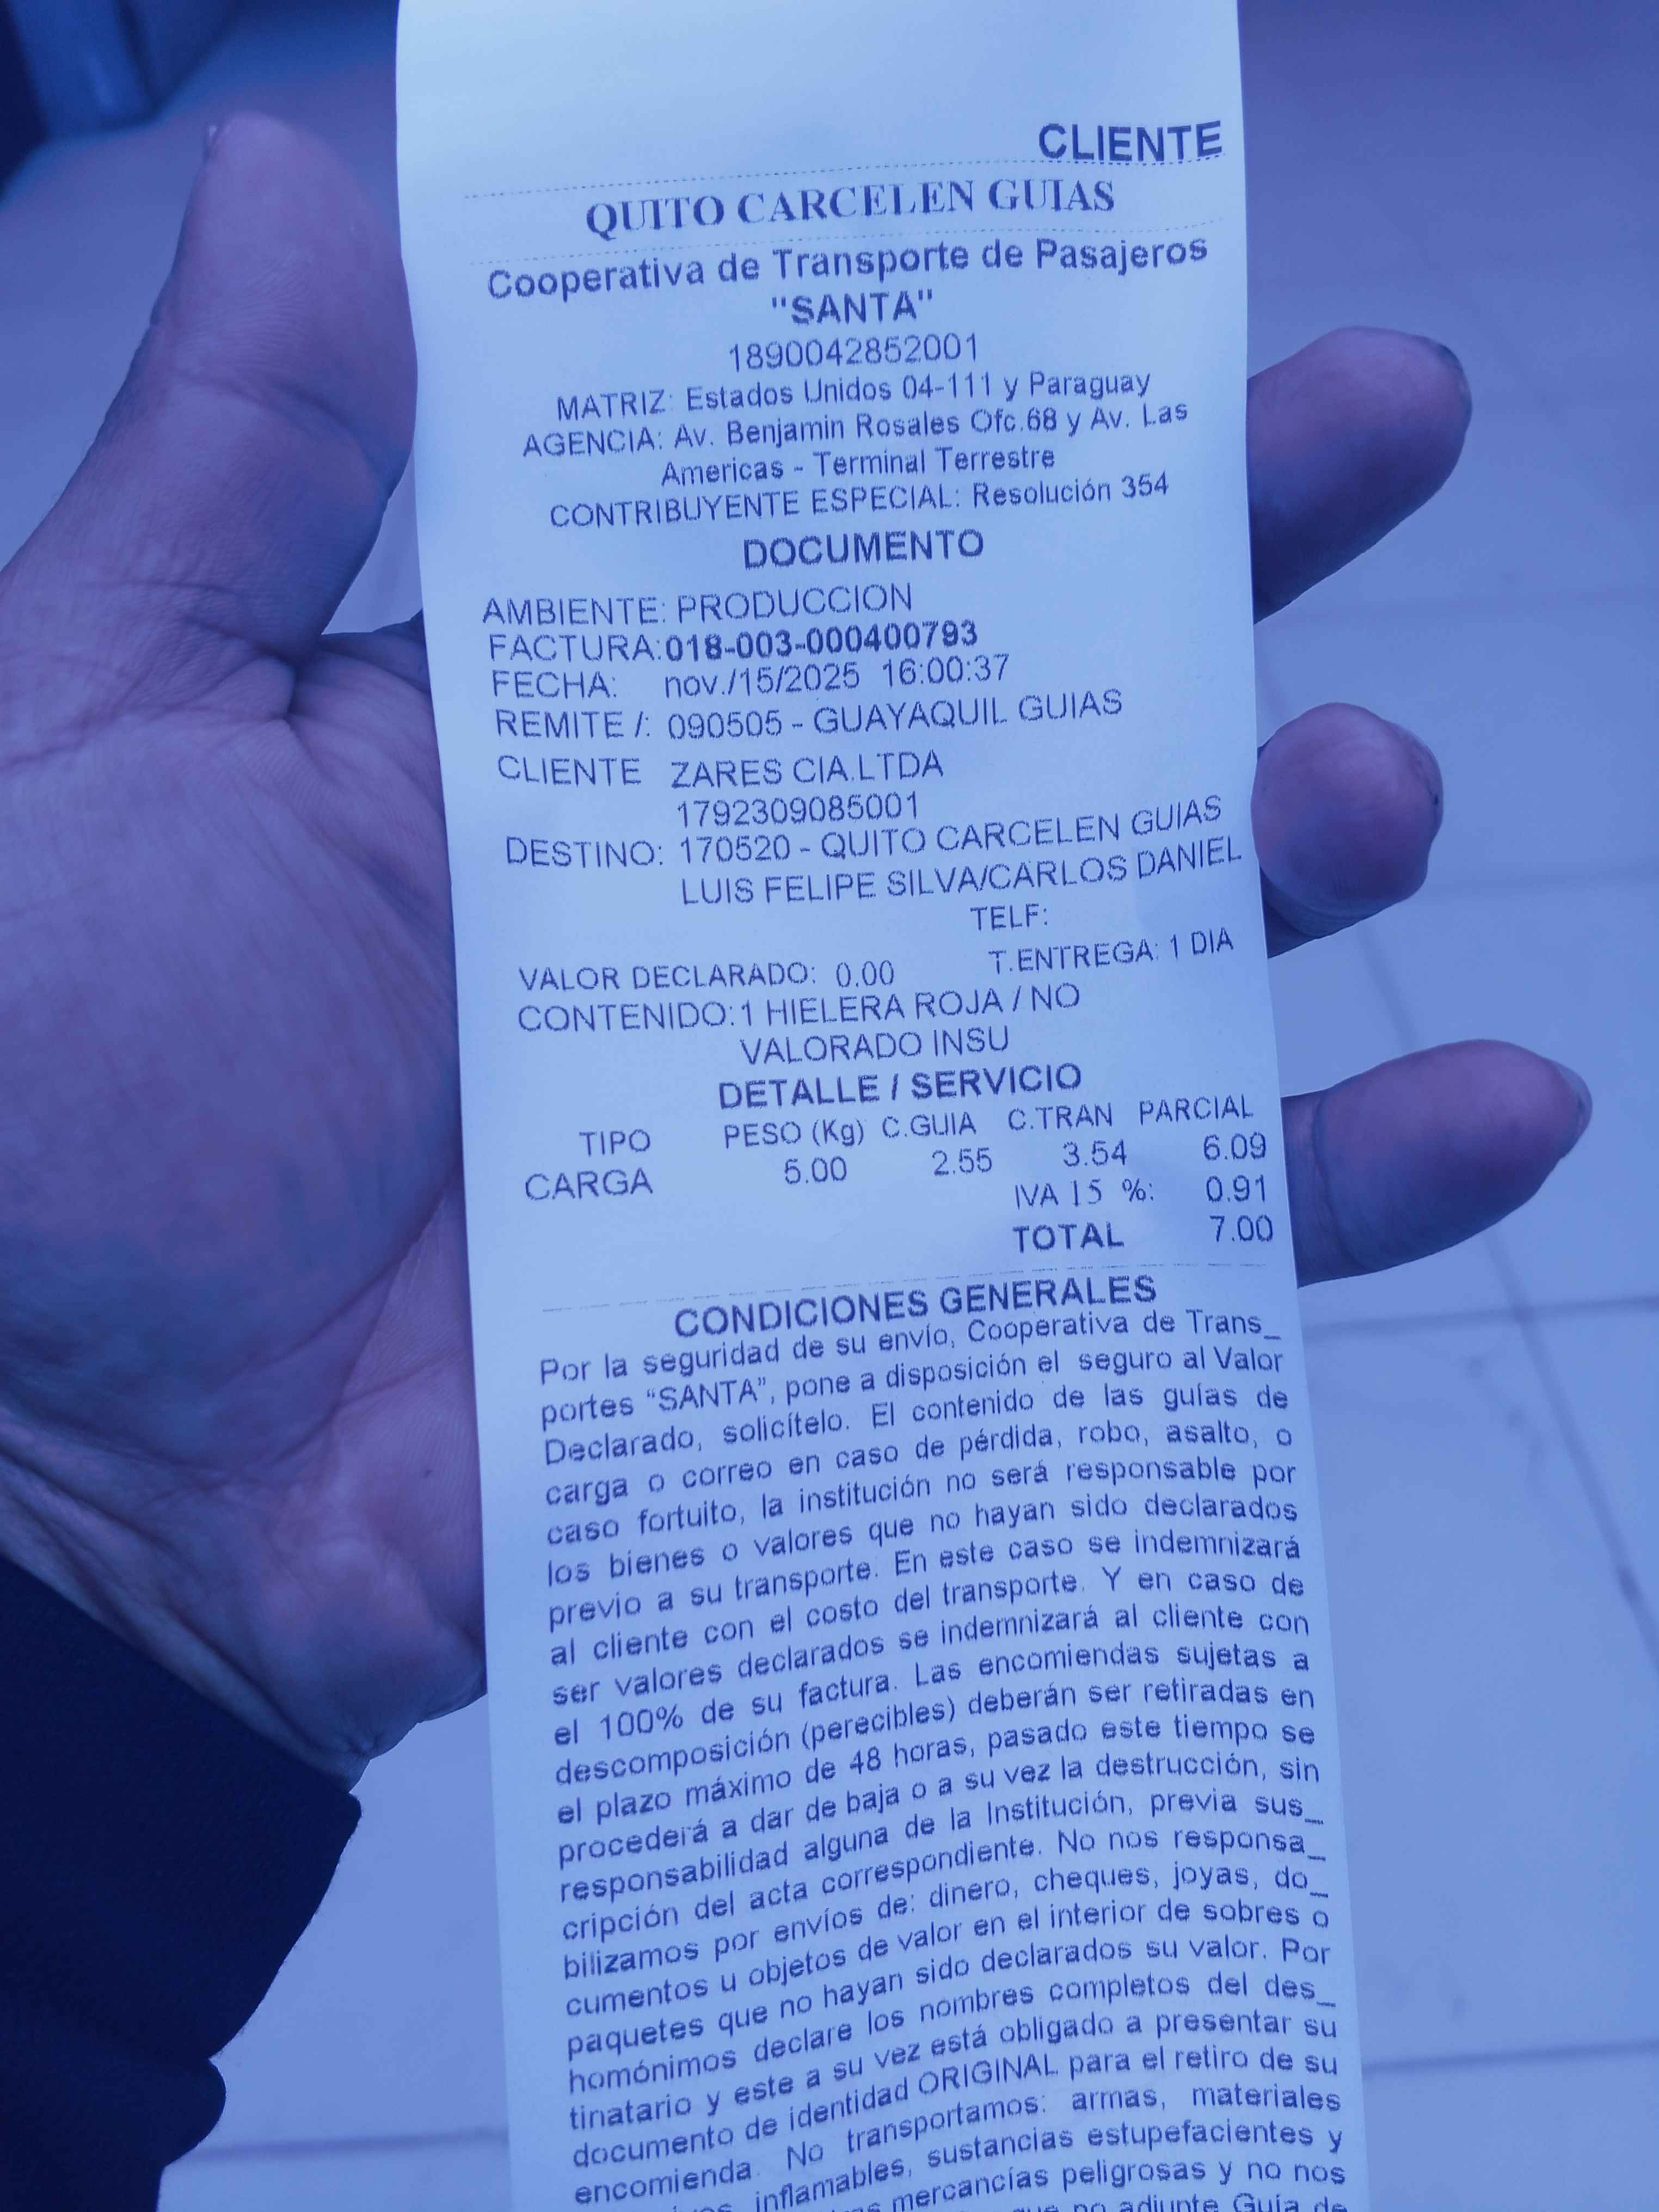 CLIENTE
QUITO CARCELEN GUIAS
Cooperativa de Transporte de Pasajeros
"SANTA"
1890042852001
MATRIZ: Estados Unidos 04-111 y Paraguay
AGENCIA: Av. Benjamin Rosales Ofc.68 y Av. Las
Americas - Terminal Terrestre
CONTRIBUYENTE ESPECIAL: Resolución 354
DOCUMENTO
AMBIENTE: PRODUCCION
FACTURA:018-003-000400793
FECHA: nov./15/2025 16:00:37
REMITE /: 090505 - GUAYAQUIL GUIAS
CLIENTE ZARES CIA.LTDA
1792309085001
DESTINO: 170520 - QUITO CARCELEN GUIAS
LUIS FELIPE SILVA/CARLOS DANIEL
TELF:
VALOR DECLARADO: 0.00 T.ENTREGA: 1 DIA
CONTENIDO:1 HIELERA ROJA / NO
VALORADO INSU
DETALLE / SERVICIO
TIPO PESO (Kg) C.GUIA C.TRAN PARCIAL
CARGA 5.00 2.55 3.54 6.09
IVA 15 %: 0.91
TOTAL 7.00
CONDICIONES GENERALES
Por la seguridad de su envío, Cooperativa de Trans_
portes “SANTA”, pone a disposición el seguro al Valor
Declarado, solicítelo. El contenido de las guías de
carga o correo en caso de pérdida, robo, asalto, o
caso fortuito, la institución no será responsable por
los bienes o valores que no hayan sido declarados
previo a su transporte. En este caso se indemnizará
al cliente con el costo del transporte. Y en caso de
ser valores declarados se indemnizará al cliente con
el 100% de su factura. Las encomiendas sujetas a
descomposición (perecibles) deberán ser retiradas en
el plazo máximo de 48 horas, pasado este tiempo se
procederá a dar de baja o a su vez la destrucción, sin
responsabilidad alguna de la Institución, previa sus_
cripción del acta correspondiente. No nos responsa_
bilizamos por envíos de: dinero, cheques, joyas, do_
cumentos u objetos de valor en el interior de sobres o
paquetes que no hayan sido declarados su valor. Por
homónimos declare los nombres completos del des_
tinatario y este a su vez está obligado a presentar su
documento de identidad ORIGINAL para el retiro de su
encomienda. No transportamos: armas, materiales
inflamables, sustancias estupefacientes y
mercancías peligrosas y no nos
que no adjunte Guía de